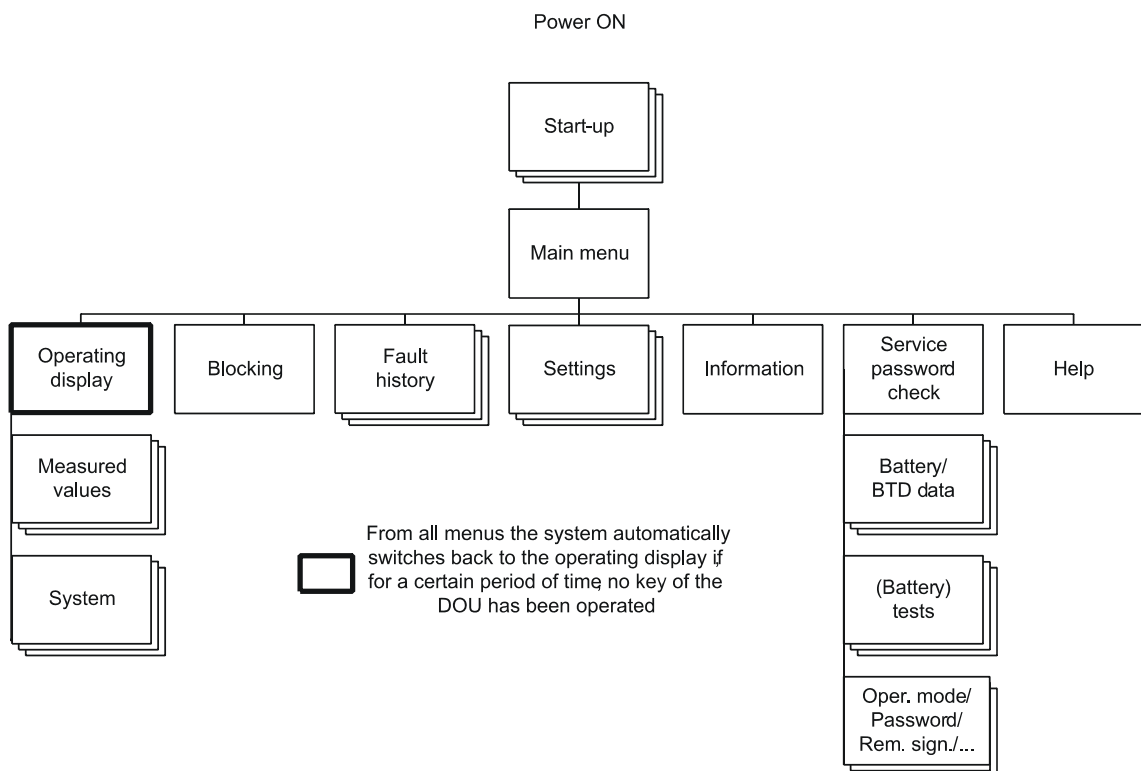 Power ON
Start-up
Main menu
Operating
display
Blocking
Fault
history
Settings
Information
Service
password
check
Help
Measured
values
System
Battery/
BTD data
(Battery)
tests
Oper. mode/
Password/
Rem. sign./...
From all menus the system automatically
switches back to the operating display if,
for a certain period of time, no key of the
DOU has been operated